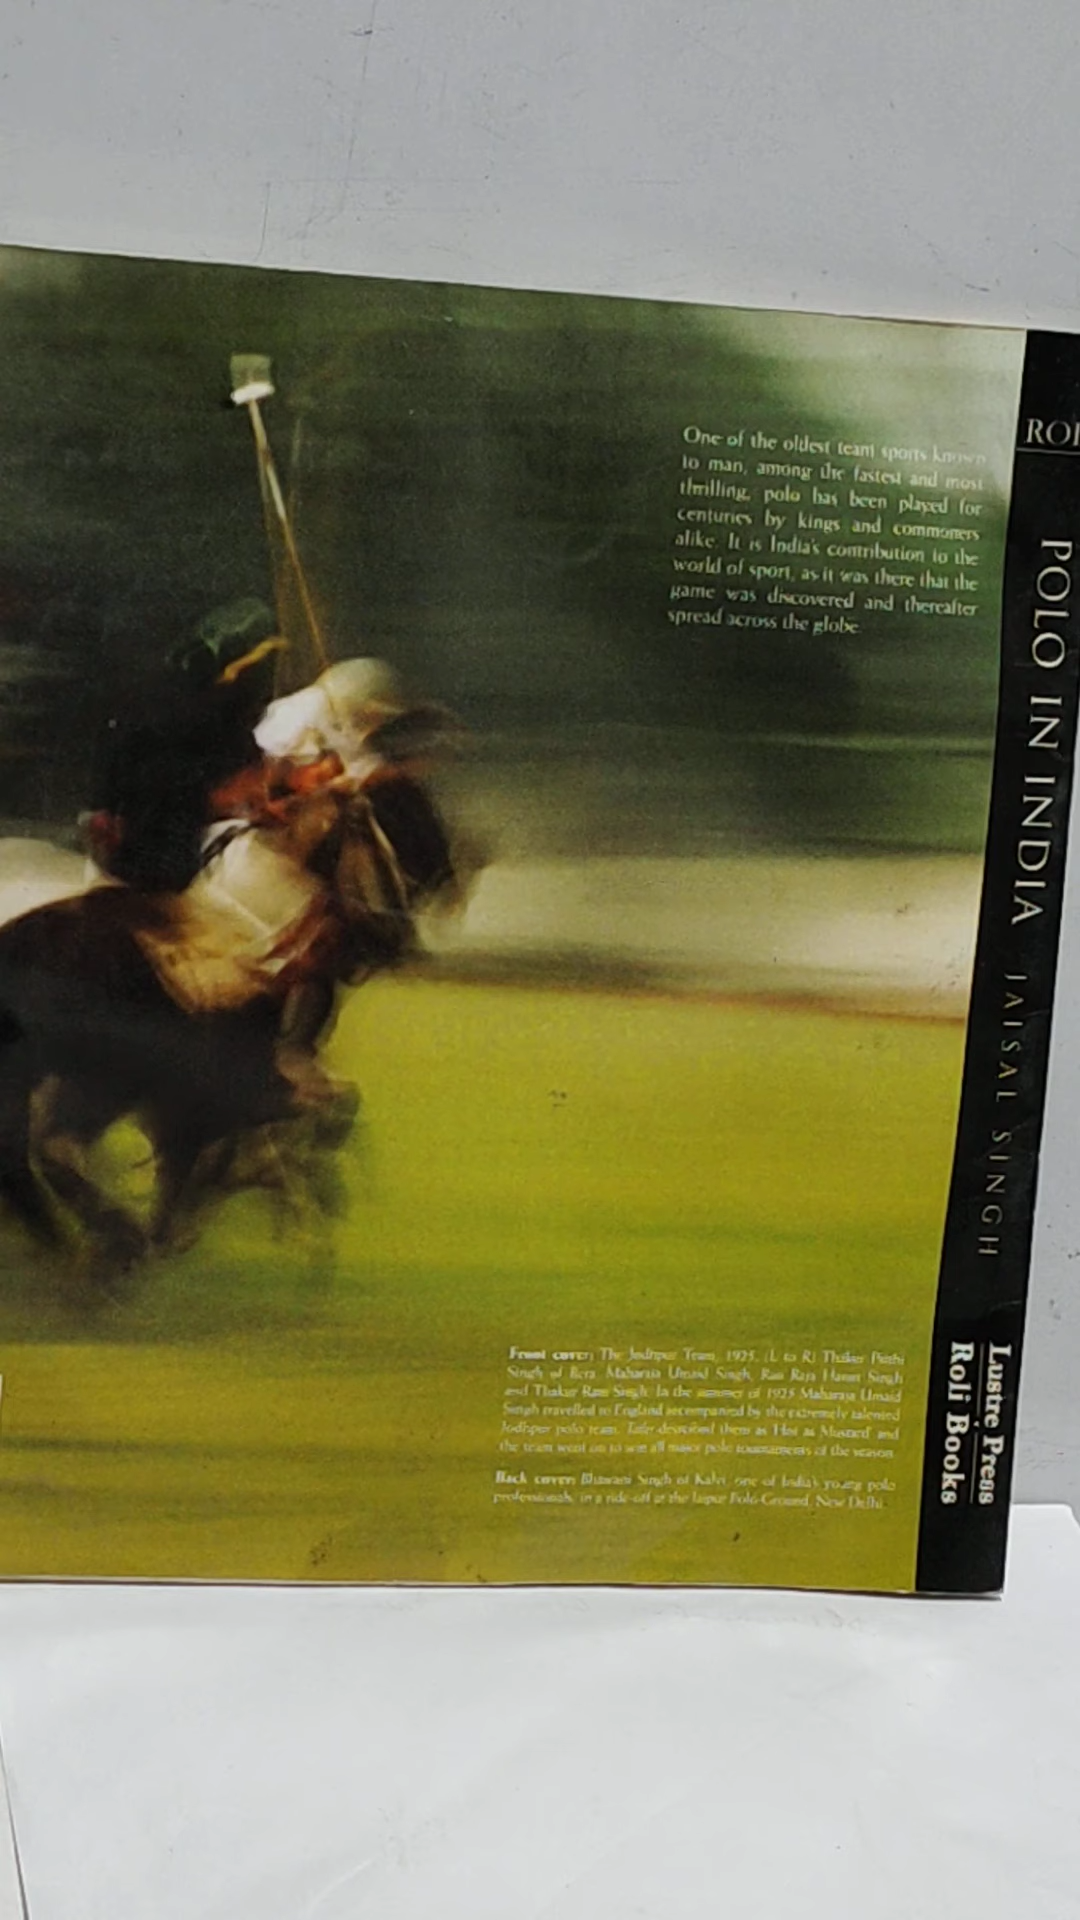 One of the oldest team sports known
to man, among the fastest and most
thrilling, polo has been played for
centuries by kings and commoners
alike. It is India's contribution to the
world of sport, as it was there that the
game was discovered and thereafter
spread across the globe.
ROLI
POLO IN INDIA JAISAL SINGH
Lustre Press
Roli Books
Front cover: The Jodhpur Team, 1925. (L to R) Thakur Prithi
Singh of Bera, Maharaja Umaid Singh, Rao Raja Hanut Singh
and Thakur Ram Singh. In the summer of 1925 Maharaja Umaid
Singh travelled to England accompanied by the extremely talented
Jodhpur polo team. Tatler described them as 'Hot as Mustard' and
the team went on to win all major polo tournaments of the season.
Back cover: Bhawani Singh of Kalvi, one of India's young polo
professionals, in a ride-off at the Jaipur Polo Ground, New Delhi.